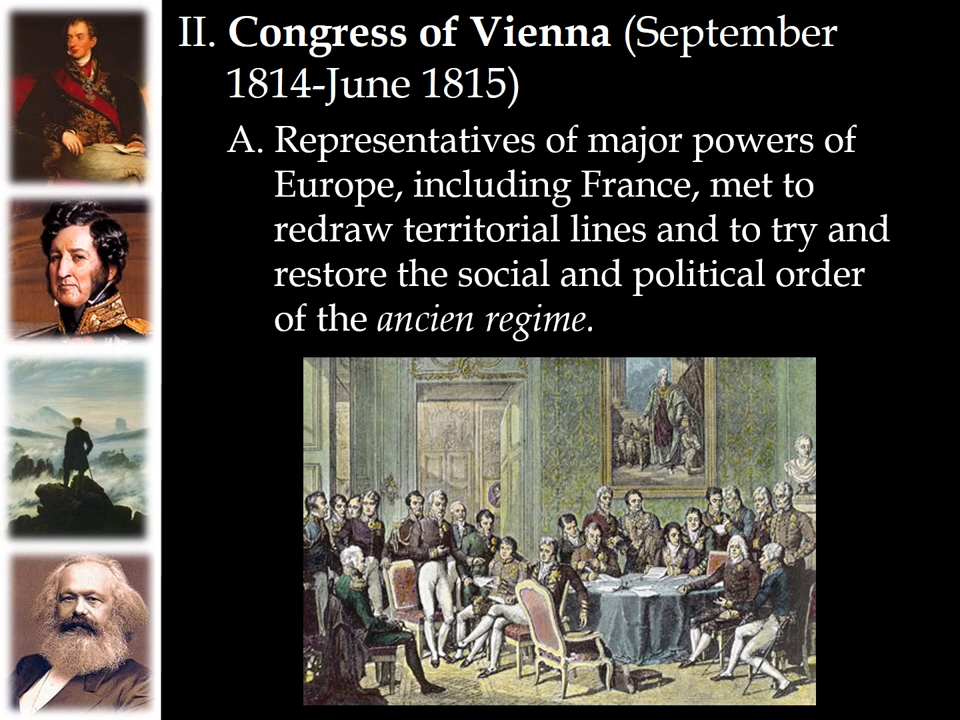 II. Congress of Vienna (September
1814-June 1815)
A. Representatives of major powers of
Europe, including France, met to
redraw territorial lines and to try and
restore the social and political order
of the ancien regime.